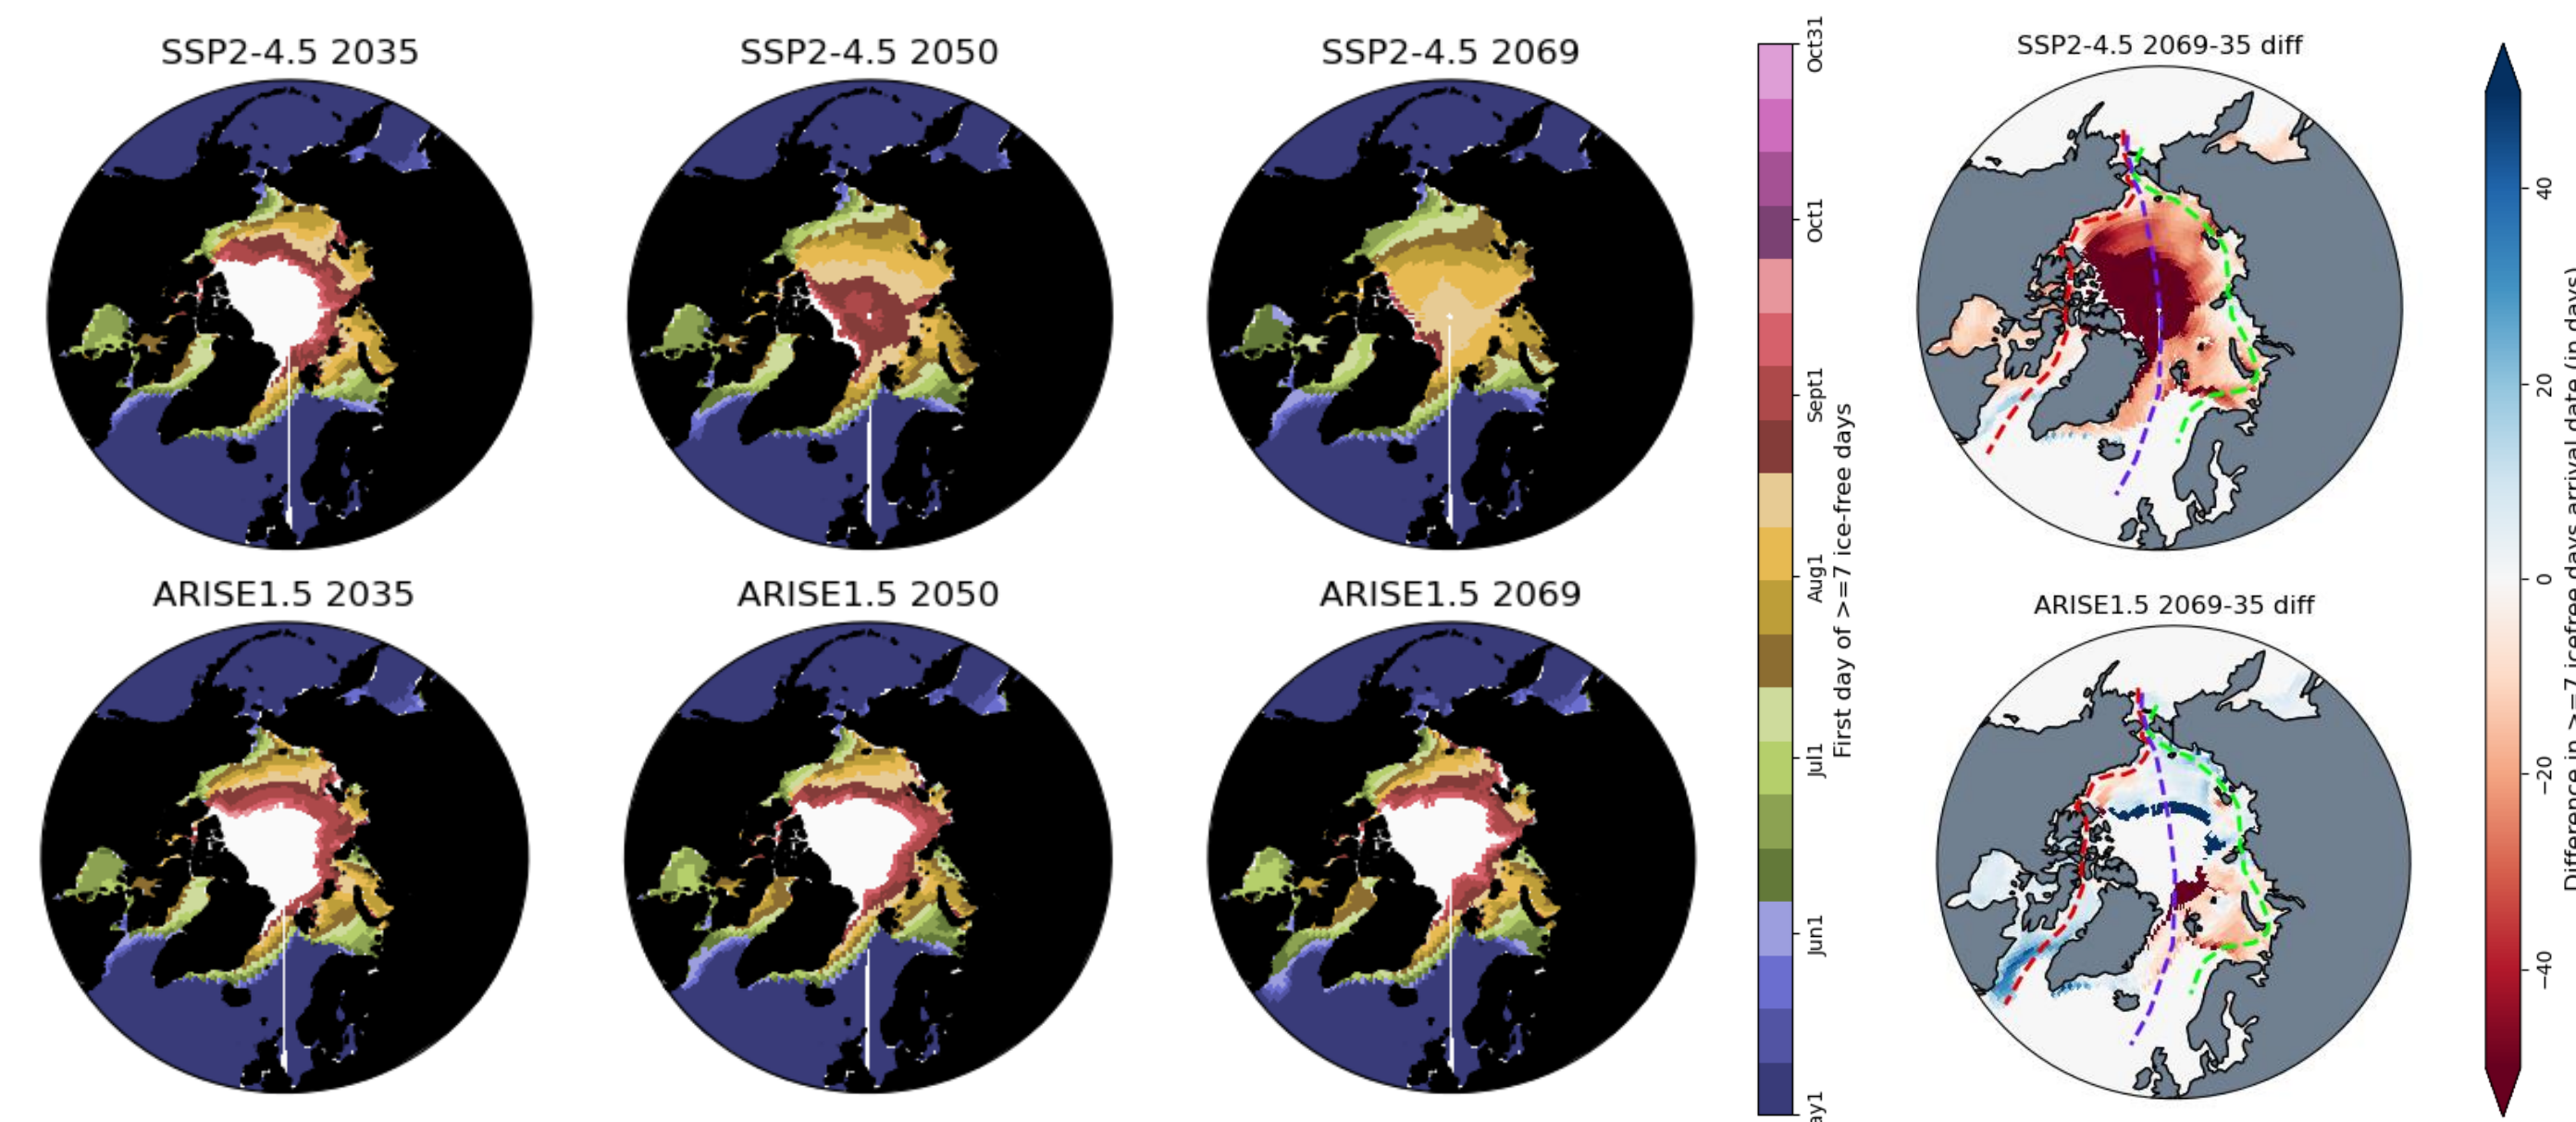 SSP2-4.5 2035
SSP2-4.5 2050
SSP2-4.5 2069
SSP2-4.5 2069-35 diff
ARISE1.5 2035
ARISE1.5 2050
ARISE1.5 2069
ARISE1.5 2069-35 diff
Oct31
Oct1
Sept1
Aug1
Jul1
Jun1
ay1
First day of >=7 ice-free days
40
20
0
−20
−40
Difference in >=7 icefree days arrival date (in days)